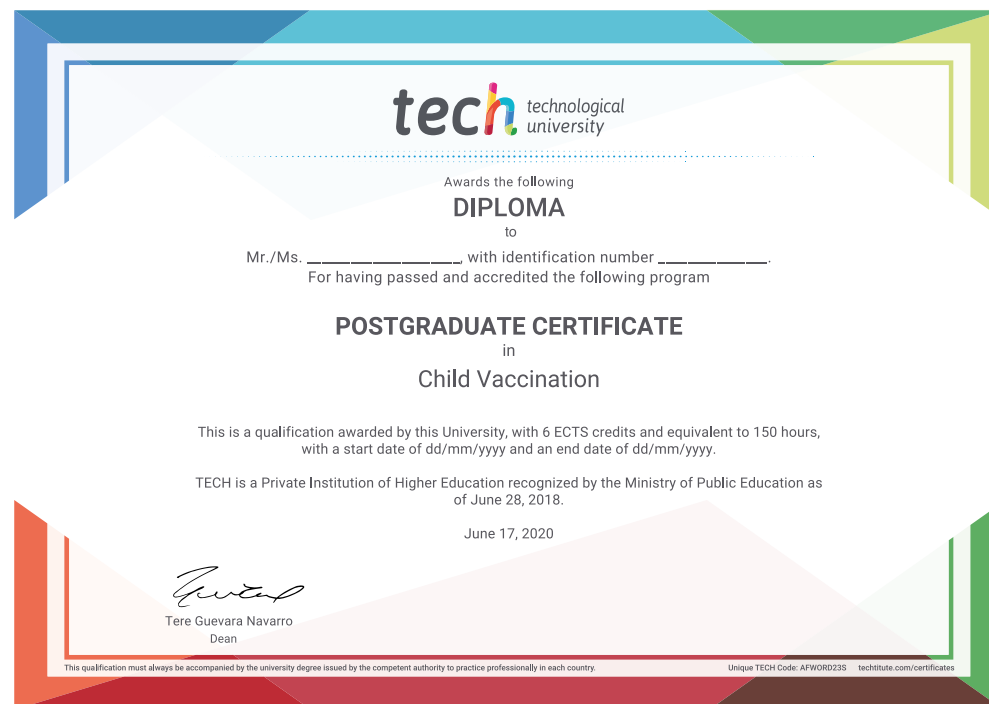 tech technological
university
Awards the following
DIPLOMA
to
Mr./Ms. ____________________, with identification number ______________.
For having passed and accredited the following program
POSTGRADUATE CERTIFICATE
in
Child Vaccination
This is a qualification awarded by this University, with 6 ECTS credits and equivalent to 150 hours,
with a start date of dd/mm/yyyy and an end date of dd/mm/yyyy.
TECH is a Private Institution of Higher Education recognized by the Ministry of Public Education as
of June 28, 2018.
June 17, 2020
Tere Guevara Navarro
Dean
This qualification must always be accompanied by the university degree issued by the competent authority to practice professionally in each country.
Unique TECH Code: AFWORD23S techtitute.com/certificates